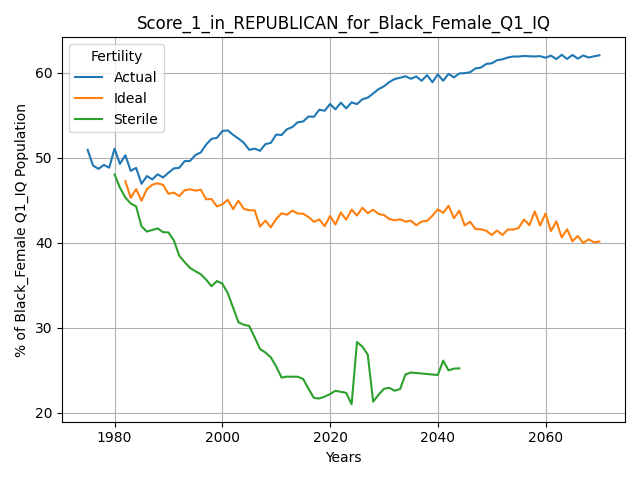 Score_1_in_REPUBLICAN_for_Black_Female_Q1_IQ
Fertility
Actual
Ideal
Sterile
% of Black_Female Q1_IQ Population
60
50
40
30
20
1980
2000
2020
2040
2060
Years